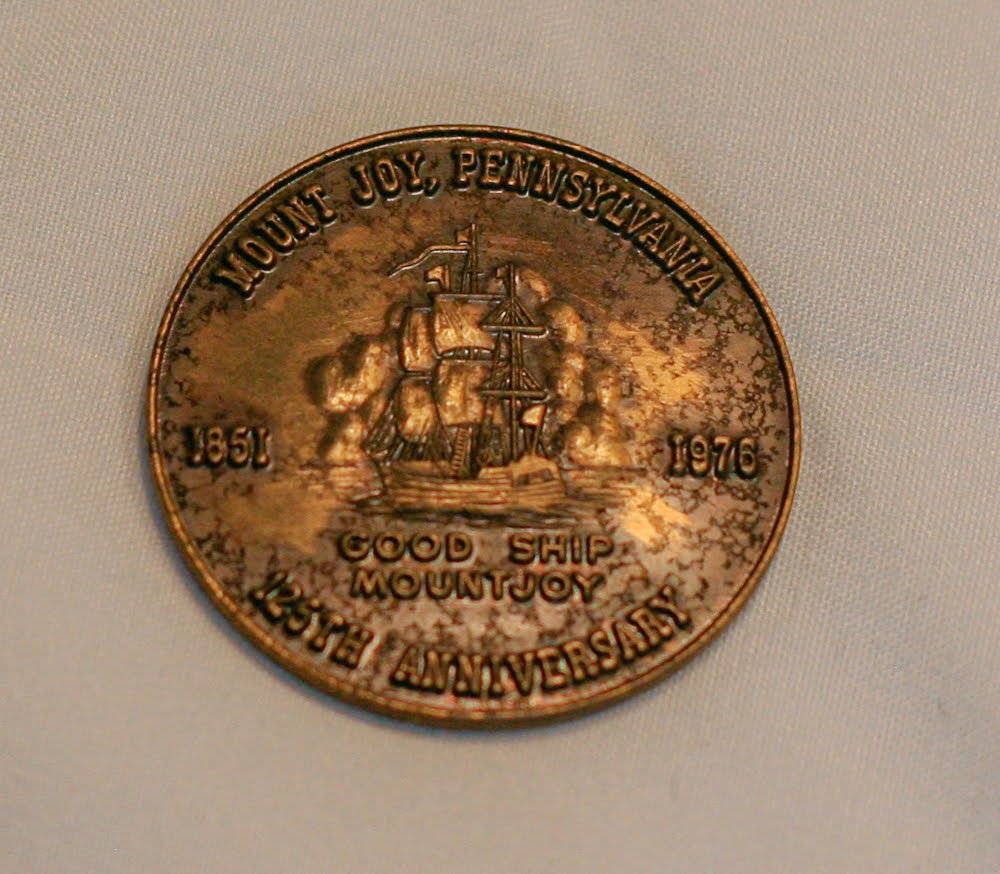 MOUNT JOY, PENNSYLVANIA
1851 1976
GOOD SHIP
MOUNTJOY
125TH ANNIVERSARY